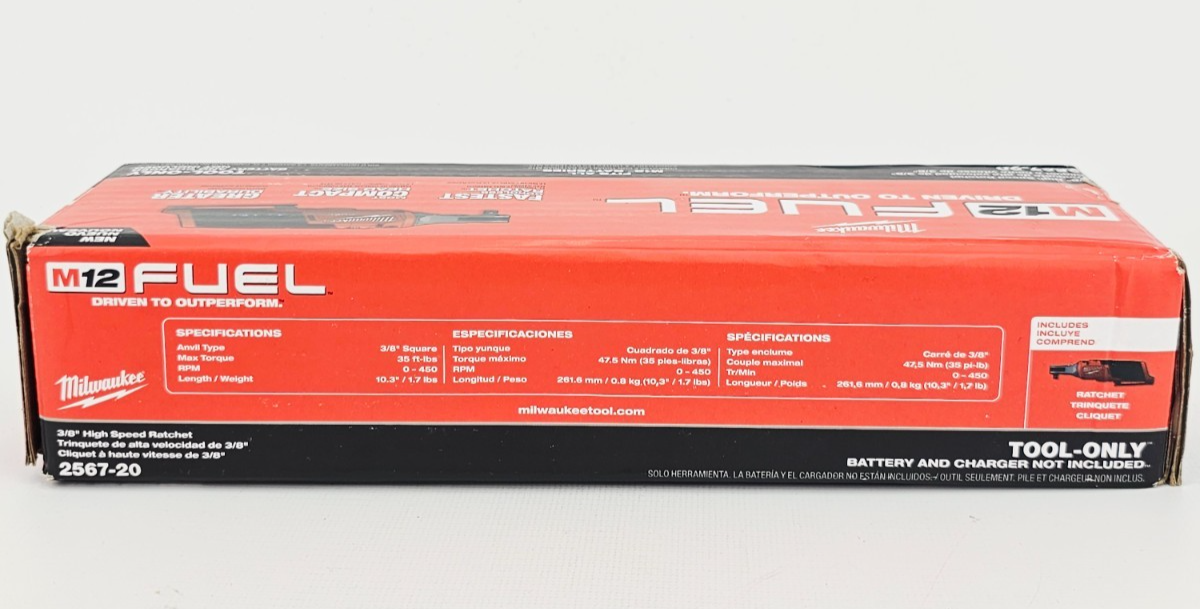 GREATER
COMPACT
FASTEST
M12 FUEL
DRIVEN TO OUTPERFORM.
Milwaukee
NEW
NUEVO
M12 FUEL™
DRIVEN TO OUTPERFORM.™
SPECIFICATIONS
Anvil Type 3/8" Square
Max Torque 35 ft-lbs
RPM 0 - 450
Length / Weight 10.3" / 1.7 lbs
ESPECIFICACIONES
Tipo yunque Cuadrado de 3/8"
Torque máximo 47.5 Nm (35 pies-libras)
RPM 0 - 450
Longitud / Peso 261.6 mm / 0.8 kg (10,3" / 1.7 lbs)
SPÉCIFICATIONS
Type enclume Carré de 3/8"
Couple maximal 47,5 Nm (35 pi-lb)
Tr/Min 0 - 450
Longueur / Poids 261,6 mm / 0,8 kg (10,3" / 1,7 lb)
INCLUDES
INCLUYE
COMPREND
RATCHET
TRINQUETE
CLIQUET
Milwaukee
milwaukeetool.com
3/8" High Speed Ratchet
Trinquete de alta velocidad de 3/8"
Cliquet à haute vitesse de 3/8"
2567-20
TOOL-ONLY™
BATTERY AND CHARGER NOT INCLUDED™
SOLO HERRAMIENTA. LA BATERÍA Y EL CARGADOR NO ESTÁN INCLUIDOS. / OUTIL SEULEMENT. PILE ET CHARGEUR NON INCLUS.